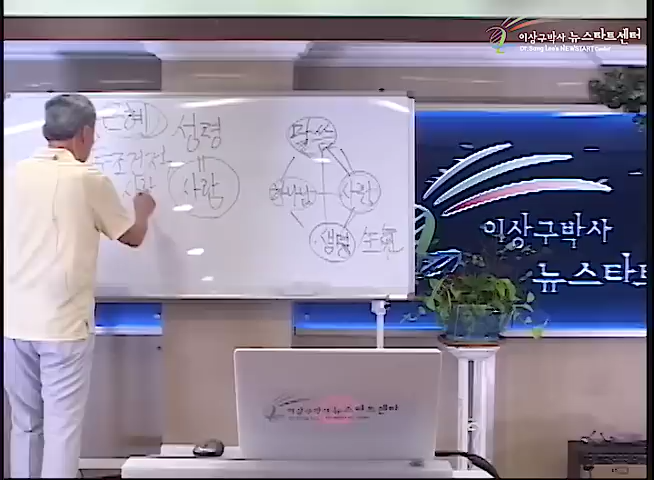 이상구박사 뉴스타트센터
Dr. Sang Lee's NEWSTART Center
은혜
성령
무조건적
사랑
사랑
말씀
하나님
사랑
생명
生氣
이상구박사
뉴스타트
이상구박사 뉴스타트센터